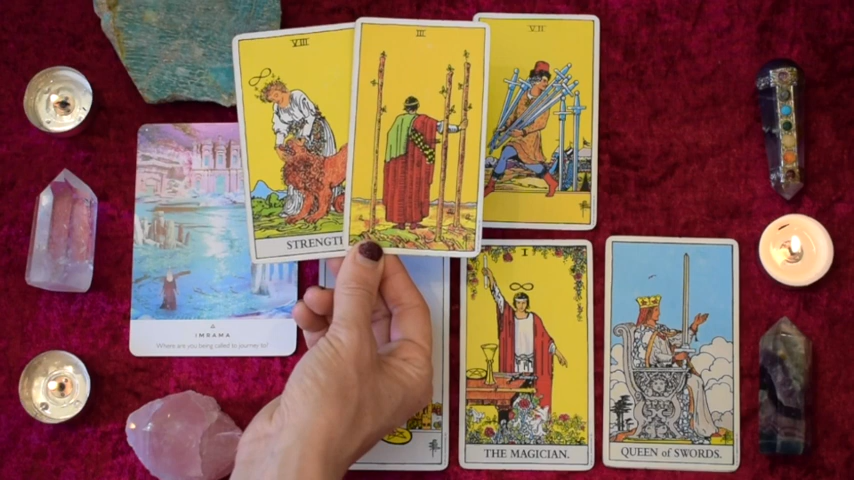 VIII
III
VII
STRENGTH
IMRAMA
Where are you being called to journey to?
I
THE MAGICIAN.
QUEEN of SWORDS.